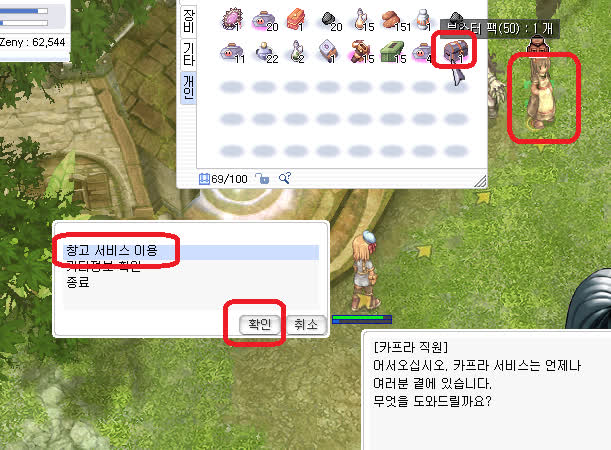 Zeny : 62,544
장비
기타
개인
1
20
1
20
15
151
1
11
22
2
1
15
15
4
1
부스터 팩(50) : 1 개
69/100
창고 서비스 이용
기타정보 확인
종료
확인
취소
[카프라 직원]
어서오십시오. 카프라 서비스는 언제나
여러분 곁에 있습니다.
무엇을 도와드릴까요?